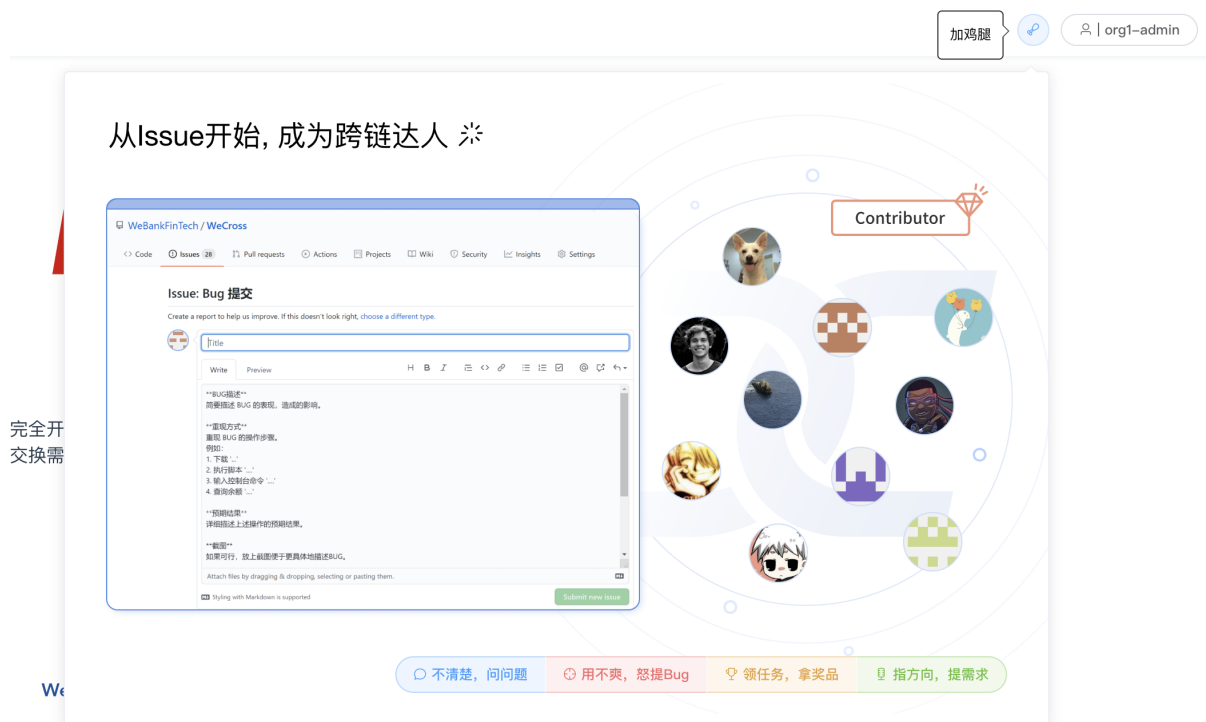 加鸡腿
org1-admin
从Issue开始, 成为跨链达人
WeBankFinTech / WeCross
Code
Issues 28
Pull requests
Actions
Projects
Wiki
Security
Insights
Settings
Issue: Bug 提交
Create a report to help us improve. If this doesn't look right, choose a different type.
Title
Write
Preview
H B I
**BUG描述**
简要描述 BUG 的表现，造成的影响。
**重现方式**
重现 BUG 的操作步骤。
例如:
1. 下载 '...'
2. 执行脚本 '....'
3. 输入控制台命令 '....'
4. 查询余额 '...'
**预期结果**
详细描述上述操作的预期结果。
**截图**
如果可行，放上截图便于更具体地描述BUG。
Attach files by dragging & dropping, selecting or pasting them.
Styling with Markdown is supported
Submit new issue
Contributor
完全开
交换需
We
不清楚，问问题
用不爽，怒提Bug
领任务，拿奖品
指方向，提需求